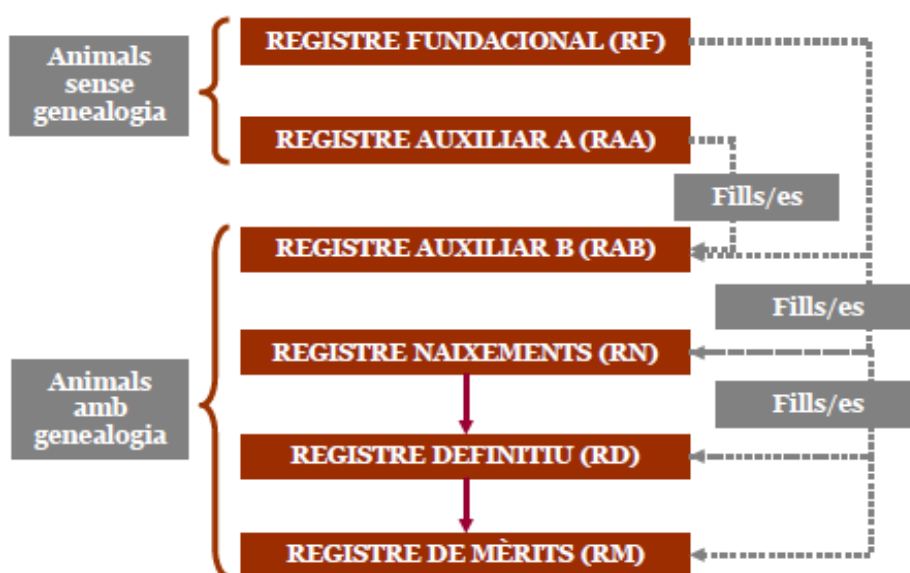 REGISTRE FUNDACIONAL (RF)
Animals
sense
genealogia
REGISTRE AUXILIAR A (RAA)
Fills/es
REGISTRE AUXILIAR B (RAB)
Fills/es
REGISTRE NAIXEMENTS (RN)
Animals
amb
genealogia
Fills/es
REGISTRE DEFINITIU (RD)
REGISTRE DE MÈRITS (RM)